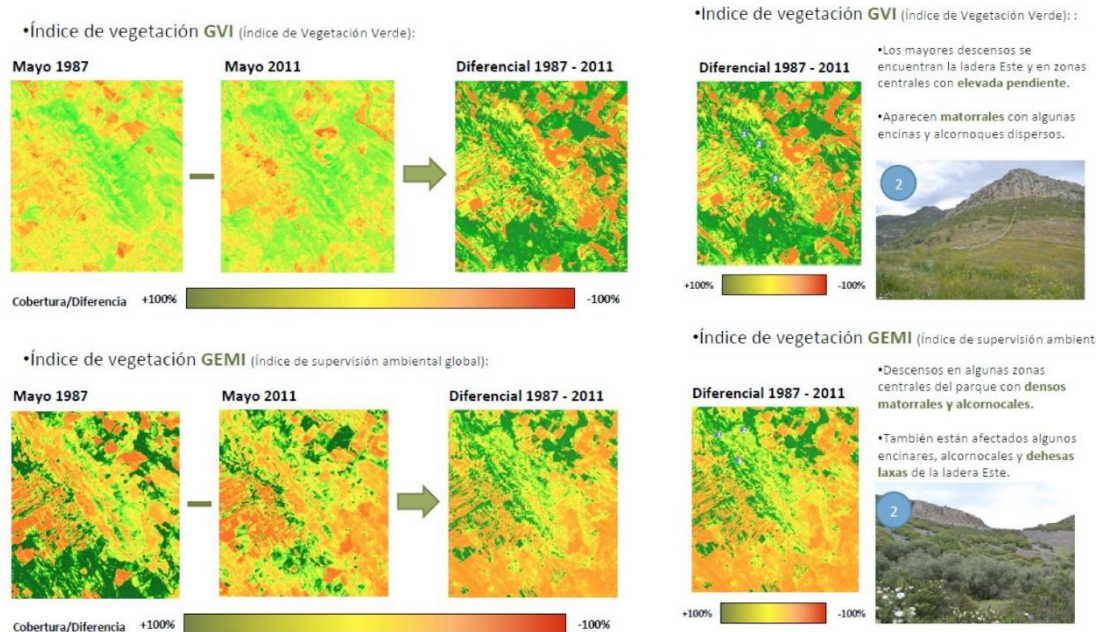 •Índice de vegetación GVI (Índice de Vegetación Verde):
Mayo 1987
Mayo 2011
Diferencial 1987 - 2011
Cobertura/Diferencia +100% -100%
•Índice de vegetación GVI (Índice de Vegetación Verde): :
Diferencial 1987 - 2011
+100% -100%
•Los mayores descensos se
encuentran la ladera Este y en zonas
centrales con elevada pendiente.
•Aparecen matorrales con algunas
encinas y alcornoques dispersos.
2
•Índice de vegetación GEMI (Índice de supervisión ambiental global):
Mayo 1987
Mayo 2011
Diferencial 1987 - 2011
Cobertura/Diferencia +100% -100%
•Índice de vegetación GEMI (Índice de supervisión ambient
Diferencial 1987 - 2011
+100% -100%
•Descensos en algunas zonas
centrales del parque con densos
matorrales y alcornocales.
•También están afectados algunos
encinares, alcornocales y dehesas
laxas de la ladera Este.
2